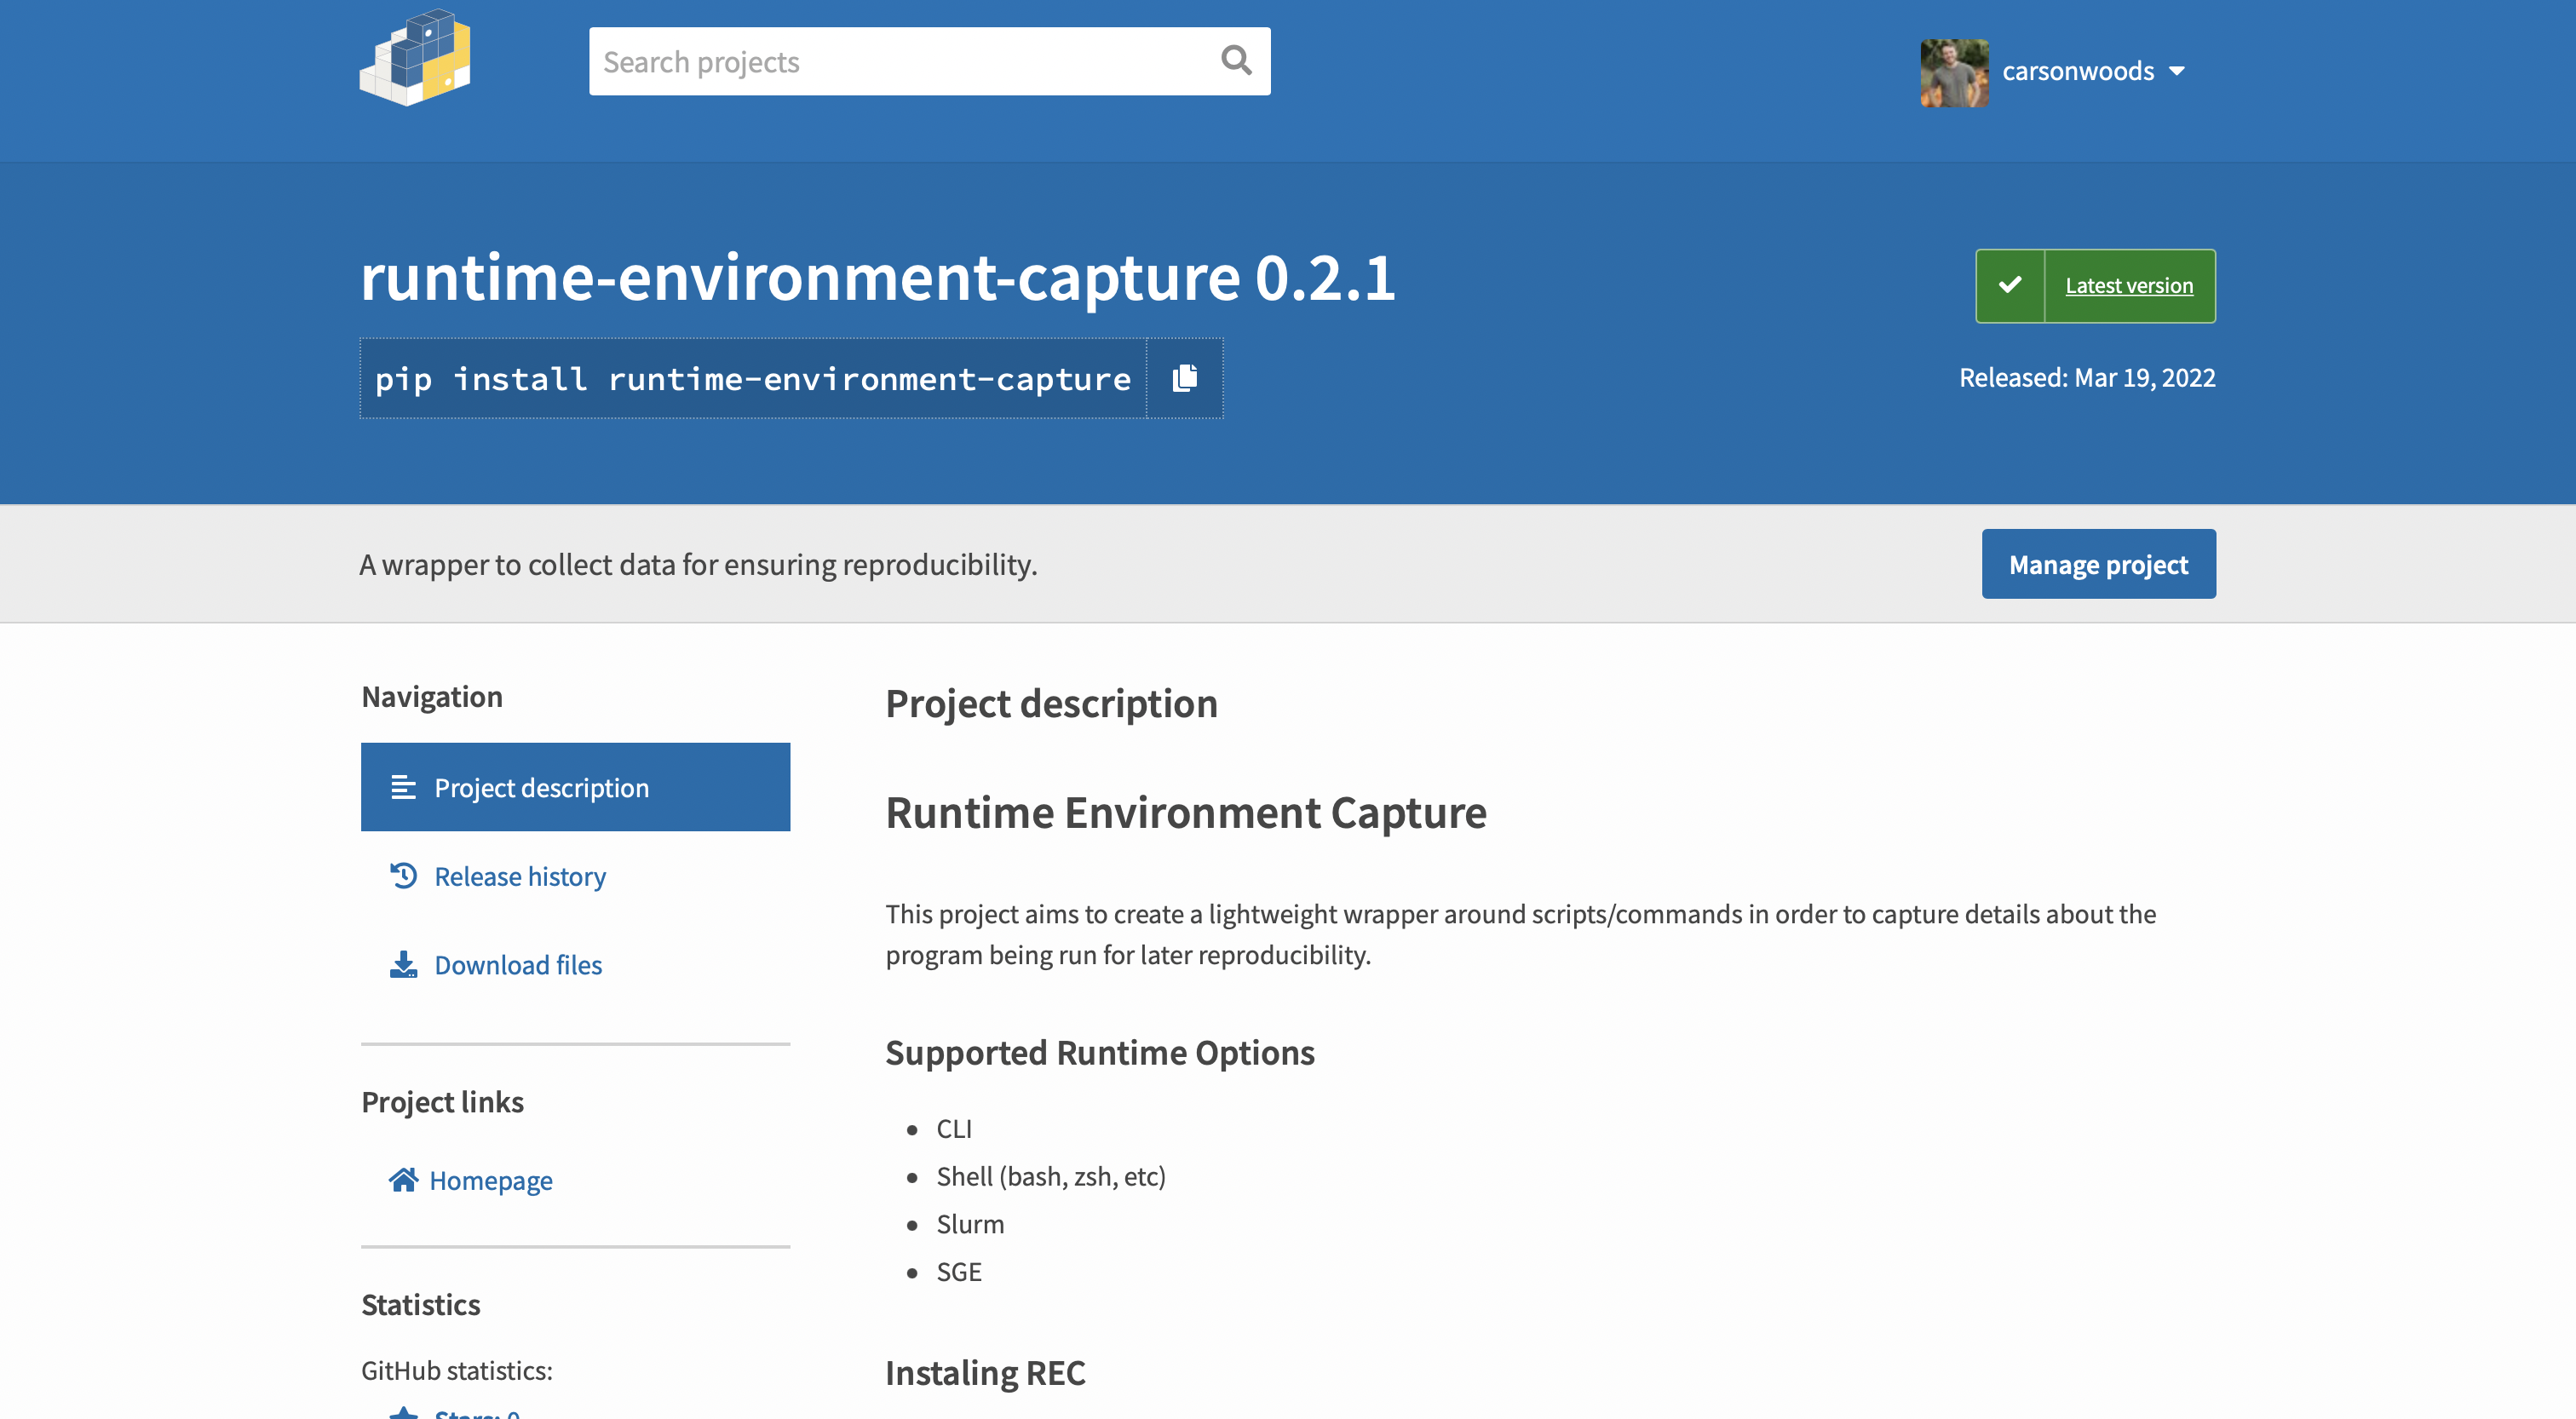 Search projects
carsonwoods
runtime-environment-capture 0.2.1
Latest version
pip install runtime-environment-capture
Released: Mar 19, 2022
A wrapper to collect data for ensuring reproducibility.
Manage project
Navigation
Project description
Release history
Download files
Project links
Homepage
Statistics
GitHub statistics:
Stars: 0
Project description
Runtime Environment Capture
This project aims to create a lightweight wrapper around scripts/commands in order to capture details about the
program being run for later reproducibility.
Supported Runtime Options
CLI
Shell (bash, zsh, etc)
Slurm
SGE
Instaling REC